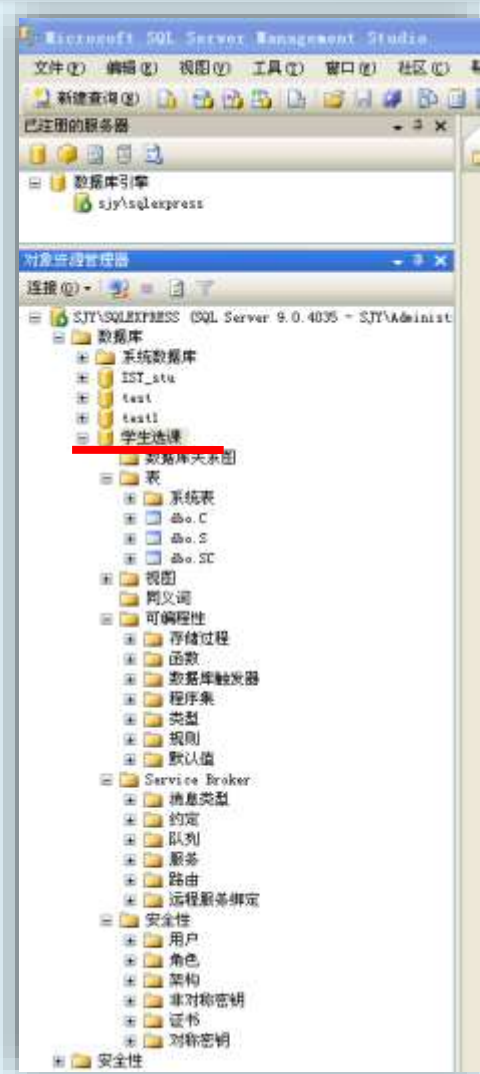 Microsoft SQL Server Management Studio
文件(F) 编辑(E) 视图(V) 工具(T) 窗口(W) 社区(C)
新建查询(N)
已注册的服务器
数据库引擎
sjy\sqlexpress
对象资源管理器
连接(O)
SJY\SQLEXPRESS (SQL Server 9.0.4035 - SJY\Administ
数据库
系统数据库
IST_stu
test
test1
学生选课
数据库关系图
表
系统表
dbo.C
dbo.S
dbo.SC
视图
同义词
可编程性
存储过程
函数
数据库触发器
程序集
类型
规则
默认值
Service Broker
消息类型
约定
队列
服务
路由
远程服务绑定
安全性
用户
角色
架构
非对称密钥
证书
对称密钥
安全性